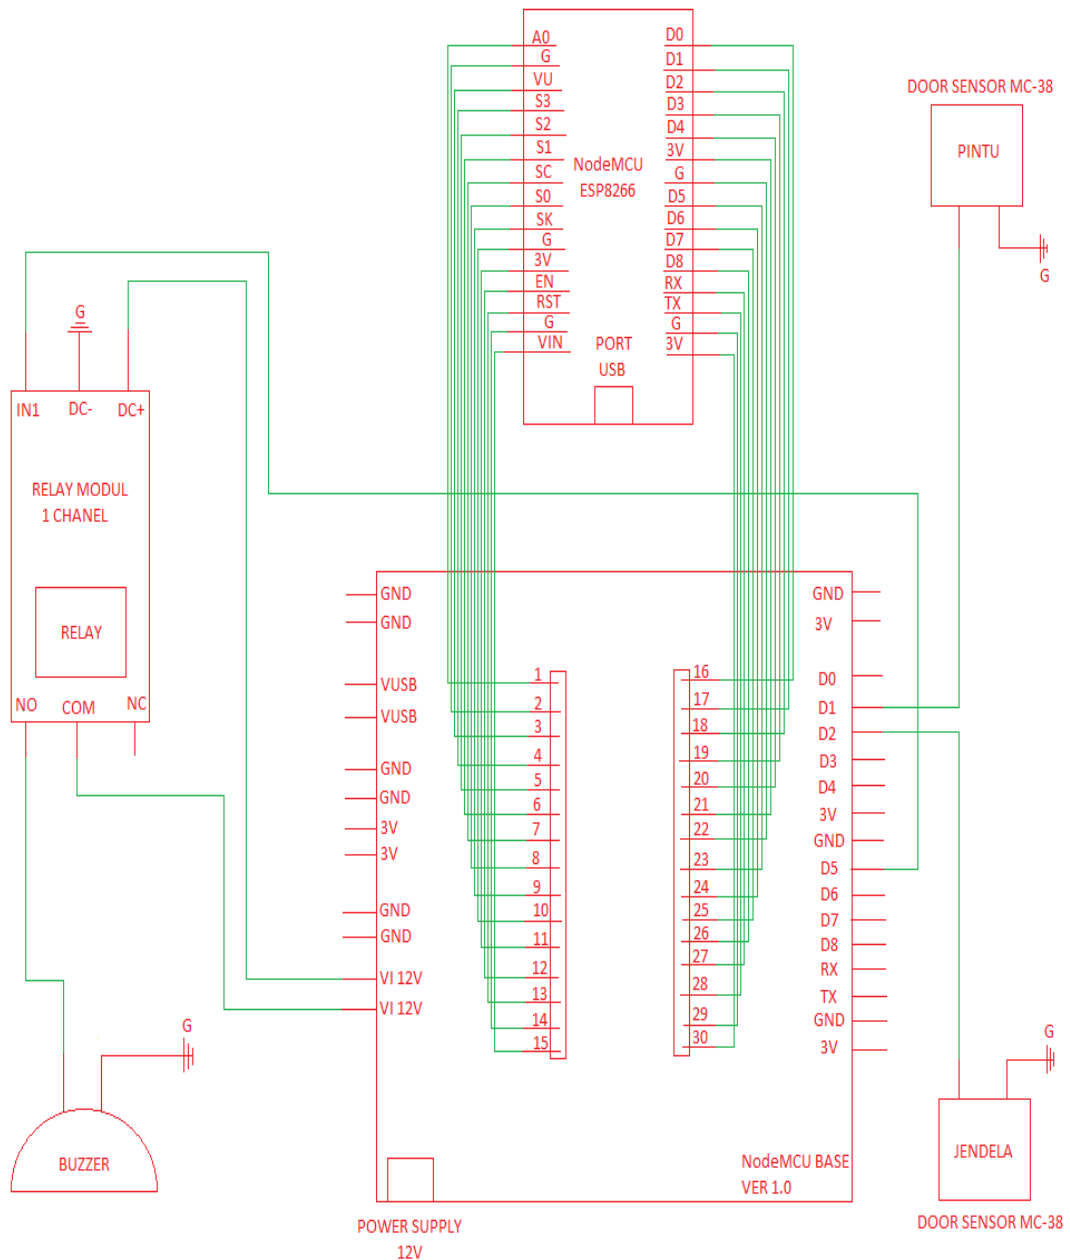 A0
G
VU
S3
S2
S1
SC
S0
SK
G
3V
EN
RST
G
VIN
D0
D1
D2
D3
D4
3V
G
D5
D6
D7
D8
RX
TX
G
3V
NodeMCU
ESP8266
PORT
USB
DOOR SENSOR MC-38
PINTU
G
G
IN1
DC-
DC+
RELAY MODUL
1 CHANEL
RELAY
NO
COM
NC
GND
GND
VUSB
VUSB
GND
GND
3V
3V
GND
GND
VI 12V
VI 12V
1
2
3
4
5
6
7
8
9
10
11
12
13
14
15
16
17
18
19
20
21
22
23
24
25
26
27
28
29
30
GND
3V
D0
D1
D2
D3
D4
3V
GND
D5
D6
D7
D8
RX
TX
GND
3V
G
BUZZER
NodeMCU BASE
VER 1.0
POWER SUPPLY
12V
G
JENDELA
DOOR SENSOR MC-38